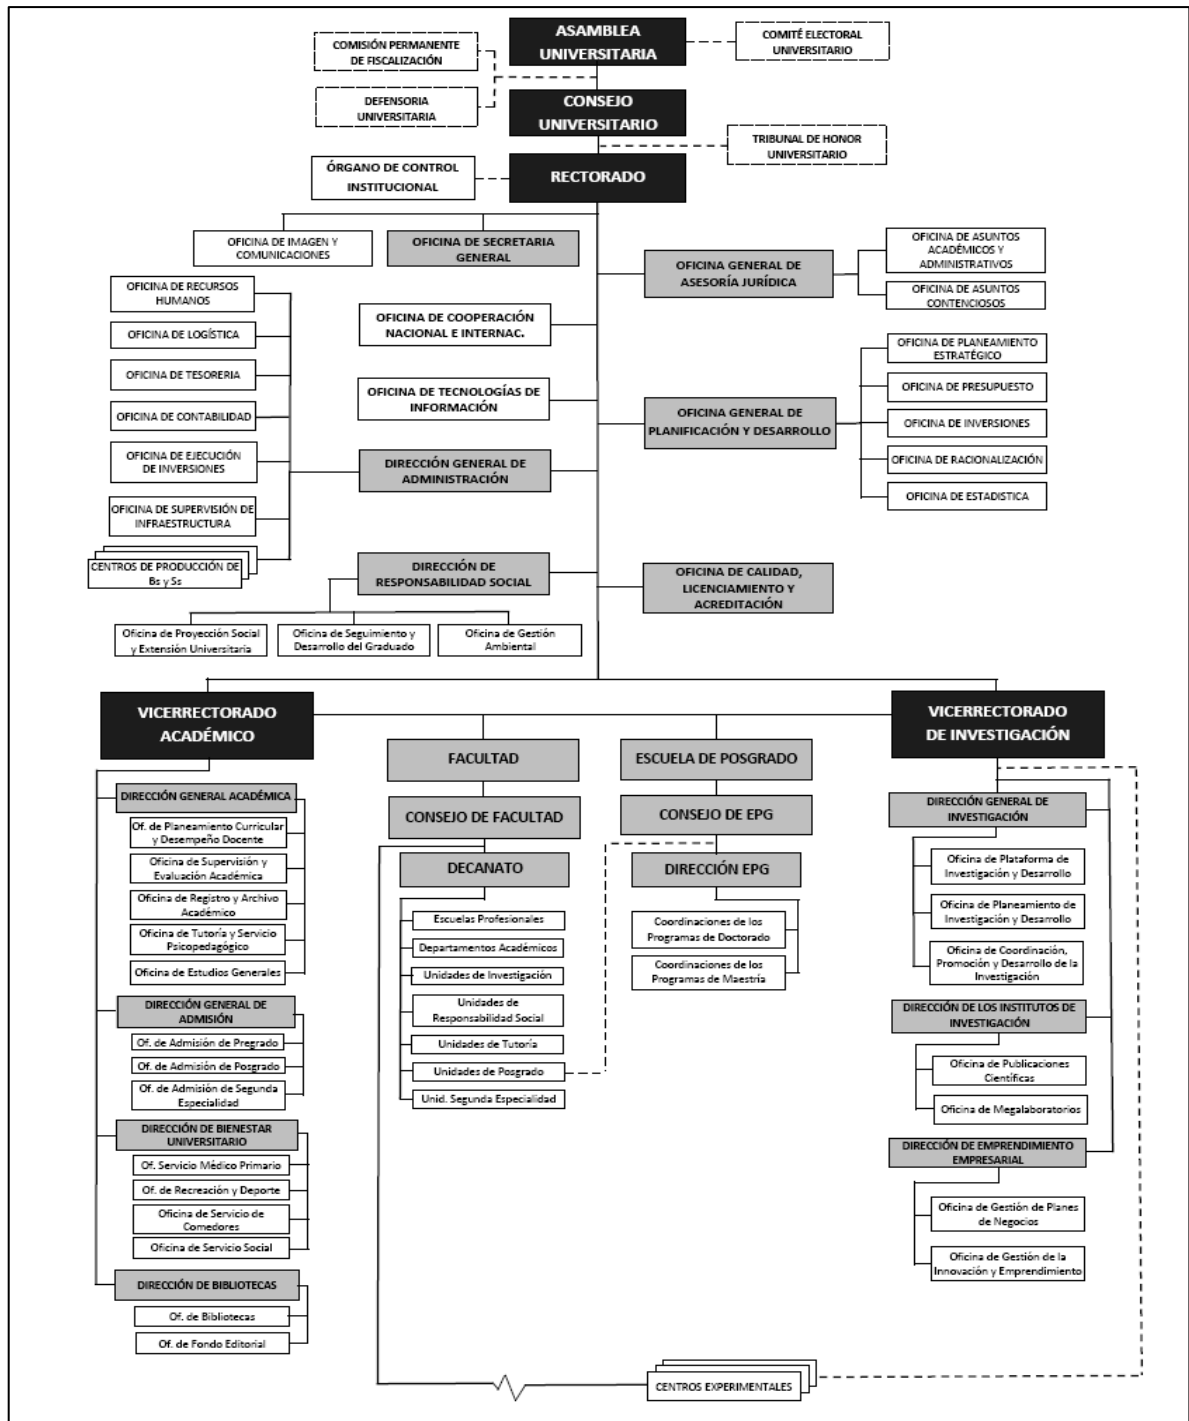 ASAMBLEA
UNIVERSITARIA
COMITÉ ELECTORAL
UNIVERSITARIO
COMISIÓN PERMANENTE
DE FISCALIZACIÓN
DEFENSORIA
UNIVERSITARIA
CONSEJO
UNIVERSITARIO
TRIBUNAL DE HONOR
UNIVERSITARIO
ÓRGANO DE CONTROL
INSTITUCIONAL
RECTORADO
OFICINA DE IMAGEN Y
COMUNICACIONES
OFICINA DE SECRETARIA
GENERAL
OFICINA GENERAL DE
ASESORÍA JURÍDICA
OFICINA DE ASUNTOS
ACADÉMICOS Y
ADMINISTRATIVOS
OFICINA DE ASUNTOS
CONTENCIOSOS
OFICINA DE RECURSOS
HUMANOS
OFICINA DE LOGÍSTICA
OFICINA DE TESORERIA
OFICINA DE CONTABILIDAD
OFICINA DE EJECUCIÓN
DE INVERSIONES
OFICINA DE SUPERVISIÓN DE
INFRAESTRUCTURA
CENTROS DE PRODUCCIÓN DE
Bs y Ss
OFICINA DE COOPERACIÓN
NACIONAL E INTERNAC.
OFICINA DE TECNOLOGÍAS DE
INFORMACIÓN
DIRECCIÓN GENERAL DE
ADMINISTRACIÓN
OFICINA GENERAL DE
PLANIFICACIÓN Y DESARROLLO
OFICINA DE PLANEAMIENTO
ESTRATÉGICO
OFICINA DE PRESUPUESTO
OFICINA DE INVERSIONES
OFICINA DE RACIONALIZACIÓN
OFICINA DE ESTADISTICA
DIRECCIÓN DE
RESPONSABILIDAD SOCIAL
OFICINA DE CALIDAD,
LICENCIAMIENTO Y
ACREDITACIÓN
Oficina de Proyección Social
y Extensión Universitaria
Oficina de Seguimiento y
Desarrollo del Graduado
Oficina de Gestión
Ambiental
VICERRECTORADO
ACADÉMICO
VICERRECTORADO
DE INVESTIGACIÓN
DIRECCIÓN GENERAL ACADÉMICA
Of. de Planeamiento Curricular
y Desempeño Docente
Oficina de Supervisión y
Evaluación Académica
Oficina de Registro y Archivo
Académico
Oficina de Tutoría y Servicio
Psicopedagógico
Oficina de Estudios Generales
DIRECCIÓN GENERAL DE
ADMISIÓN
Of. de Admisión de Pregrado
Of. de Admisión de Posgrado
Of. de Admisión de Segunda
Especialidad
DIRECCIÓN DE BIENESTAR
UNIVERSITARIO
Of. Servicio Médico Primario
Of. de Recreación y Deporte
Oficina de Servicio de
Comedores
Oficina de Servicio Social
DIRECCIÓN DE BIBLIOTECAS
Of. de Bibliotecas
Of. de Fondo Editorial
FACULTAD
CONSEJO DE FACULTAD
DECANATO
Escuelas Profesionales
Departamentos Académicos
Unidades de Investigación
Unidades de
Responsabilidad Social
Unidades de Tutoría
Unidades de Posgrado
Unid. Segunda Especialidad
ESCUELA DE POSGRADO
CONSEJO DE EPG
DIRECCIÓN EPG
Coordinaciones de los
Programas de Doctorado
Coordinaciones de los
Programas de Maestría
DIRECCIÓN GENERAL DE
INVESTIGACIÓN
Oficina de Plataforma de
Investigación y Desarrollo
Oficina de Planeamiento de
Investigación y Desarrollo
Oficina de Coordinación,
Promoción y Desarrollo de la
Investigación
DIRECCIÓN DE LOS INSTITUTOS DE
INVESTIGACIÓN
Oficina de Publicaciones
Científicas
Oficina de Megalaboratorios
DIRECCIÓN DE EMPRENDIMIENTO
EMPRESARIAL
Oficina de Gestión de Planes
de Negocios
Oficina de Gestión de la
Innovación y Emprendimiento
CENTROS EXPERIMENTALES